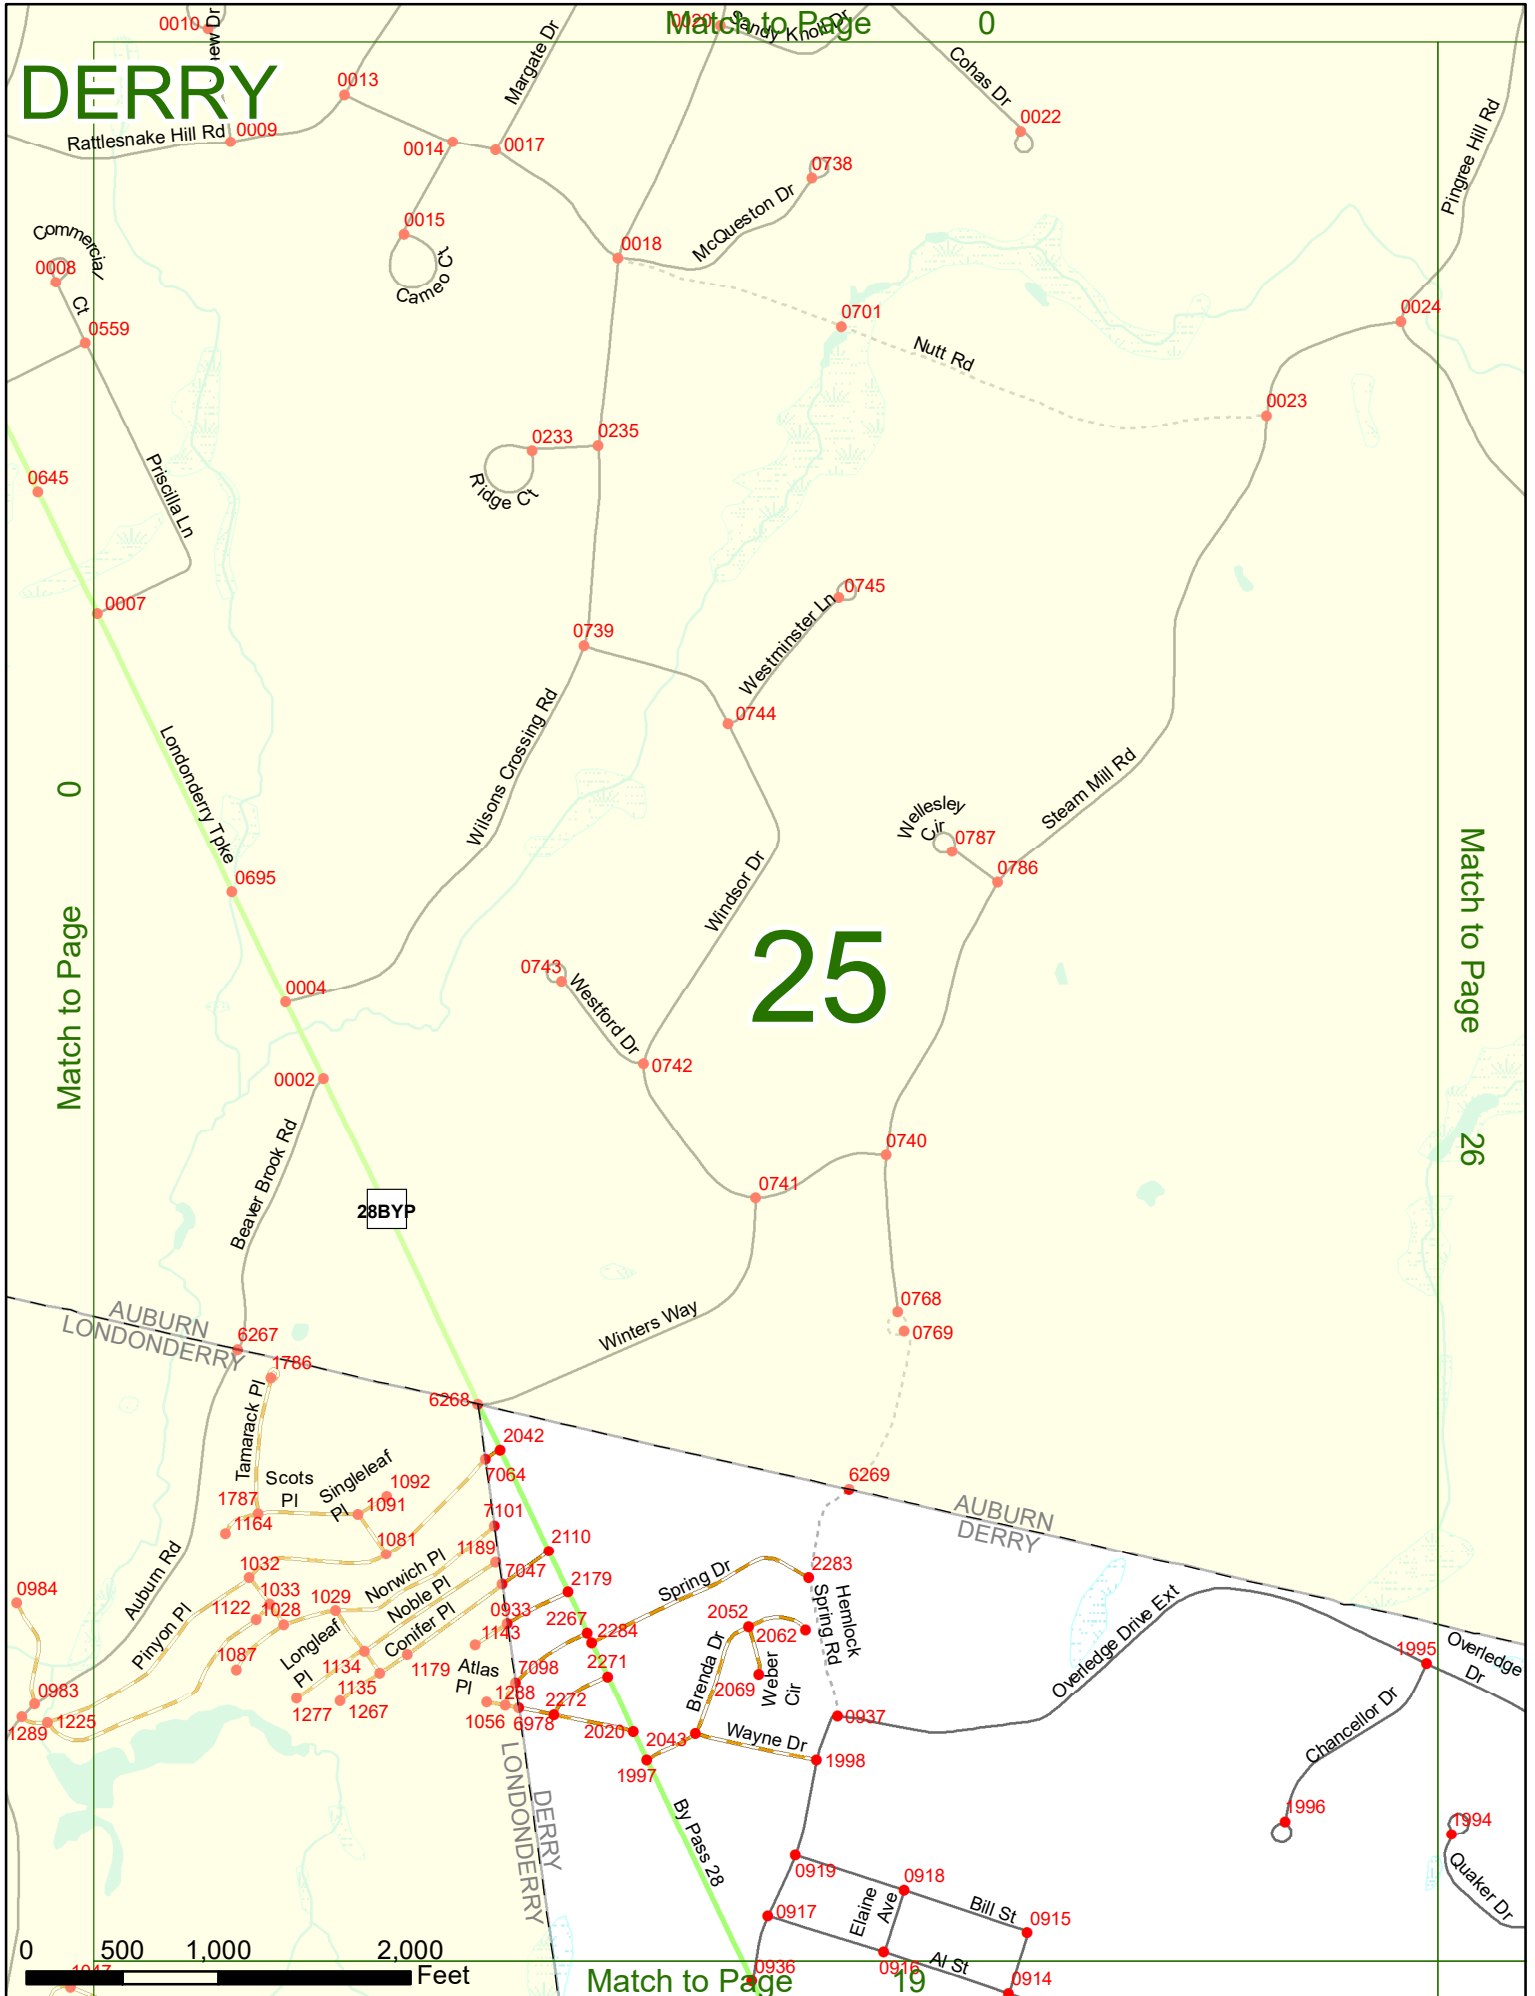 Match to Page 0
DERRY
0010
iew Dr
0020
Sandy Knoll Dr
0013
Margate Dr
Cohas Dr
0022
Pingree Hill Rd
Rattlesnake Hill Rd
0009
0014
0017
0738
McQueston Dr
0015
Cameo Ct
0018
Commercial
Ct
0008
0559
0701
Nutt Rd
0024
0023
0233
0235
Ridge Ct
0645
Priscilla Ln
0007
0745
Westminster Ln
0739
0744
Wilsons Crossing Rd
Londonderry Tpke
Match to Page 0
Steam Mill Rd
Wellesley
Cir
0787
0786
Match to Page 26
Windsor Dr
0695
25
0743
Westford Dr
0004
0742
0002
Beaver Brook Rd
0740
0741
28BYP
AUBURN
LONDONDERRY
6267
0768
0769
Winters Way
1786
6268
Tamarack Pl
2042
7064
Scots
Pl
Singleleaf
Pl
1092
1091
1787
1164
6269
AUBURN
DERRY
7101
2110
1081
1189
1032
Norwich Pl
7047
2283
Spring Dr
Auburn Rd
0984
1033
1029
Noble Pl
2179
Hemlock
Spring Rd
Overledge Drive Ext
1122
1028
Conifer Pl
0933
2267
2284
2052
2062
Pinyon Pl
Longleaf
Pl
1143
1087
1134
1179
Atlas
Pl
7098
2271
Brenda Dr
2069
Weber
Cir
1995
Overledge
Dr
1135
1277
1267
1288
2272
0983
1289
1225
1056
6978
2020
2043
Wayne Dr
0937
Chancellor Dr
1997
1998
LONDONDERRY
DERRY
By Pass 28
1996
1994
Quaker Dr
0919
0918
0917
Elaine
Ave
Bill St
0915
0916
Al St
0914
0936
0 500 1,000 2,000
Feet
1047
Match to Page 19